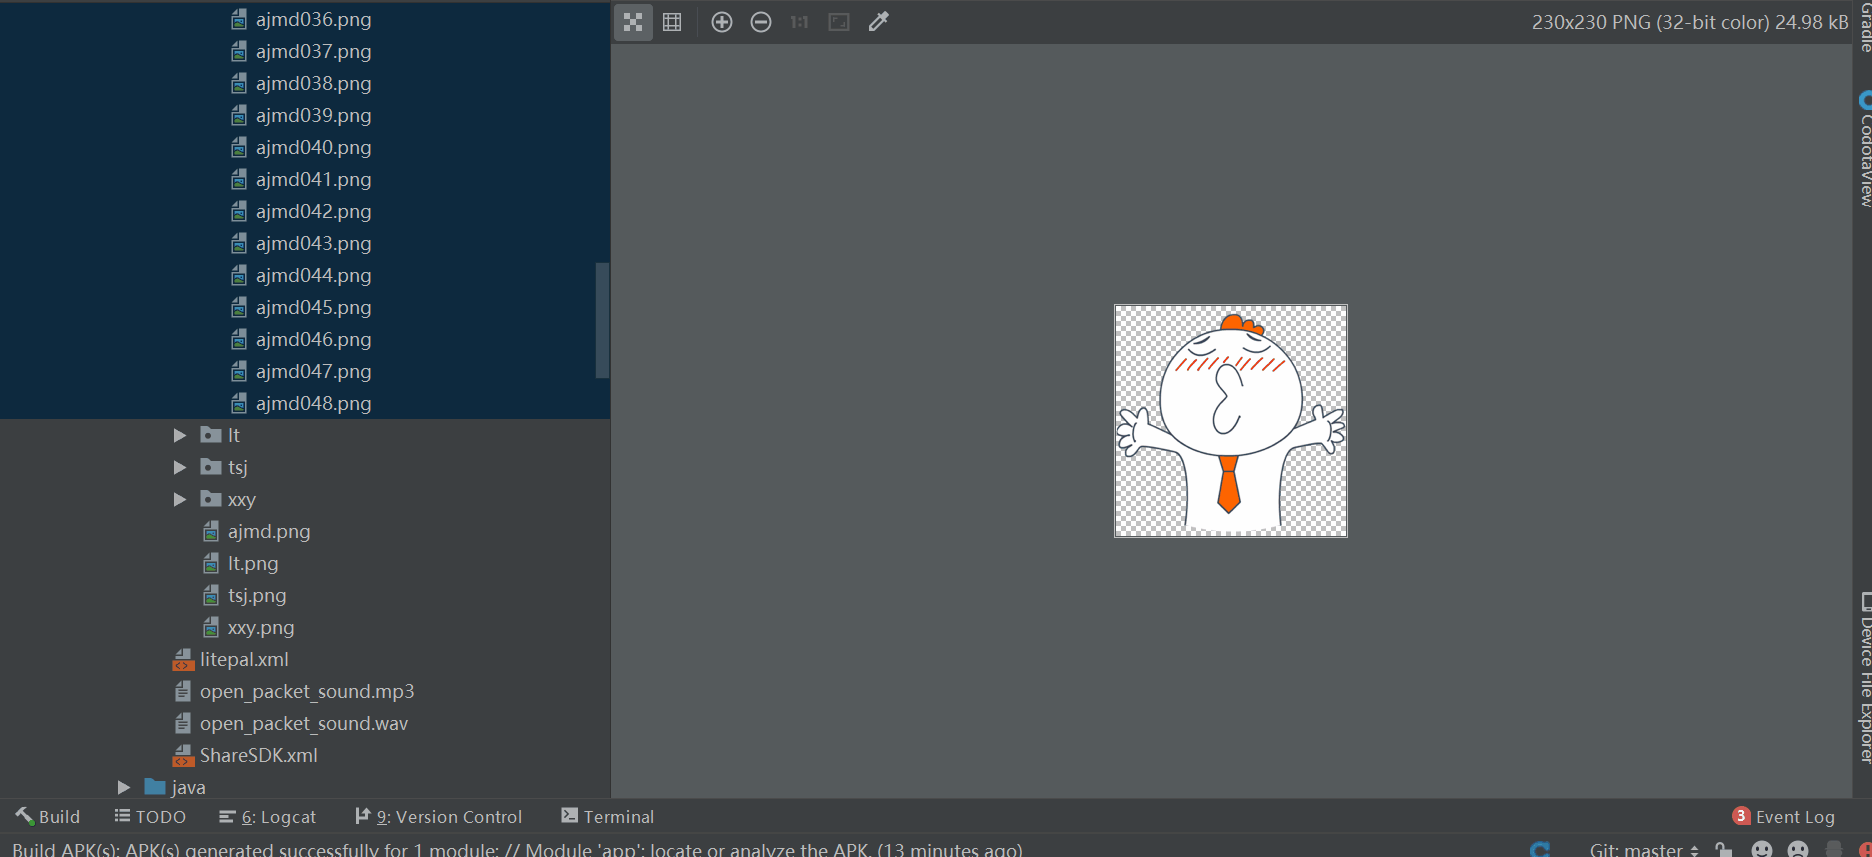 ajmd036.png
ajmd037.png
ajmd038.png
ajmd039.png
ajmd040.png
ajmd041.png
ajmd042.png
ajmd043.png
ajmd044.png
ajmd045.png
ajmd046.png
ajmd047.png
ajmd048.png
lt
tsj
xxy
ajmd.png
lt.png
tsj.png
xxy.png
litepal.xml
open_packet_sound.mp3
open_packet_sound.wav
ShareSDK.xml
java
1:1
230x230 PNG (32-bit color) 24.98 kB
Gradle
CodotaView
Device File Explorer
Build
TODO
6: Logcat
9: Version Control
Terminal
3 Event Log
Build APK(s): APK(s) generated successfully for 1 module: // Module 'app': locate or analyze the APK. (13 minutes ago)
Git: master